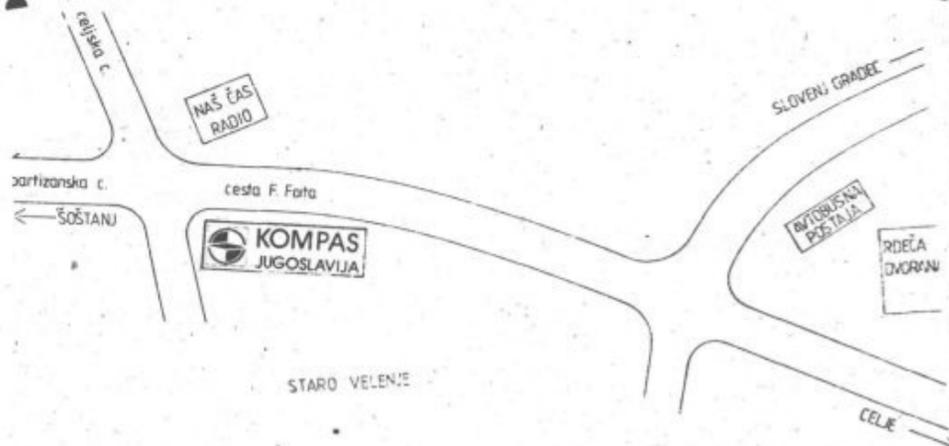 celjska c.
NAŠ ČAS
RADIO
SLOVENJ GRADEC
partizanska c.
cesta F. Foita
ŠOŠTANJ
AVTOBUSNA
POSTAJA
KOMPAS
JUGOSLAVIJA
RDEČA
DVORANA
STARO VELENJE
CELJE